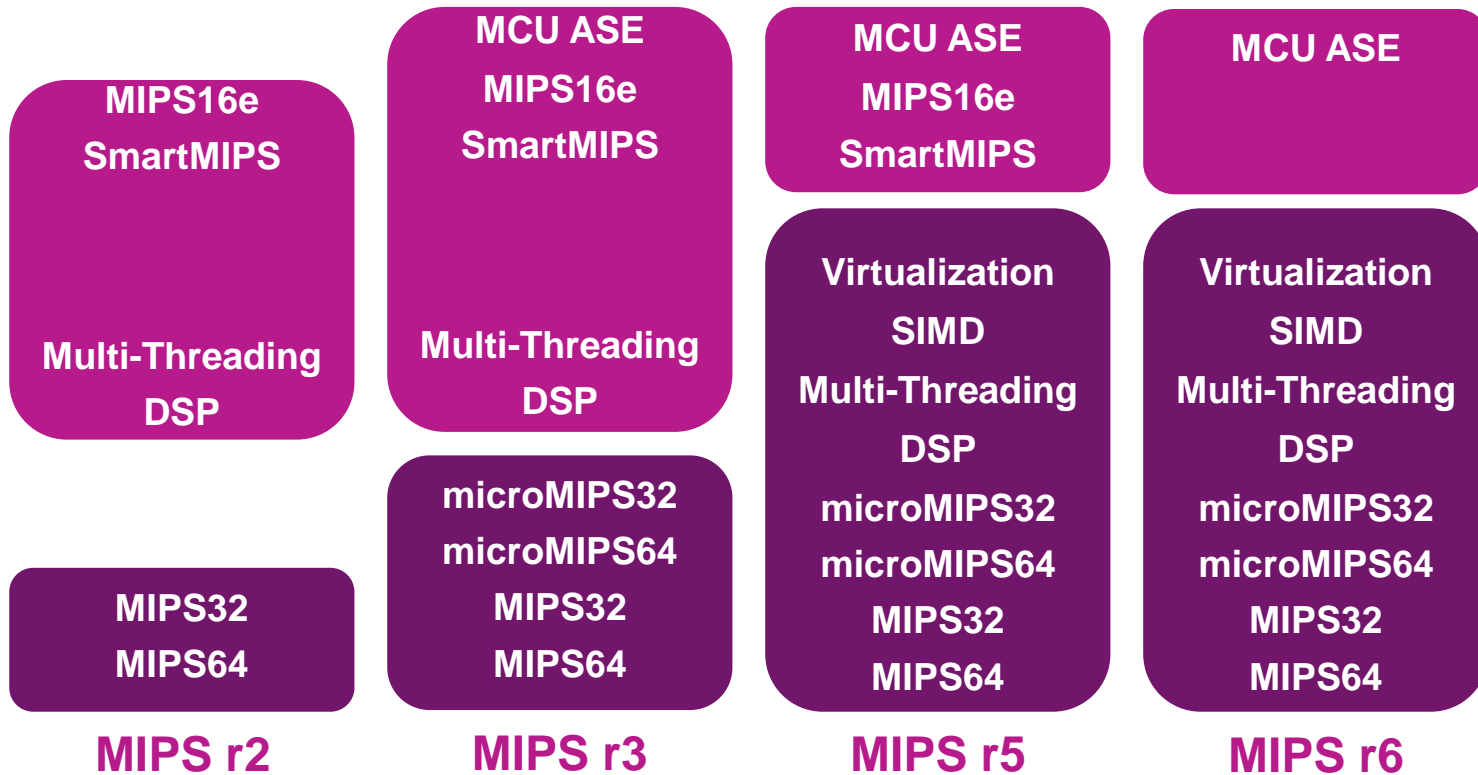 MIPS16e
SmartMIPS
Multi-Threading
DSP
MIPS32
MIPS64
MIPS r2
MCU ASE
MIPS16e
SmartMIPS
Multi-Threading
DSP
microMIPS32
microMIPS64
MIPS32
MIPS64
MIPS r3
MCU ASE
MIPS16e
SmartMIPS
Virtualization
SIMD
Multi-Threading
DSP
microMIPS32
microMIPS64
MIPS32
MIPS64
MIPS r5
MCU ASE
Virtualization
SIMD
Multi-Threading
DSP
microMIPS32
microMIPS64
MIPS32
MIPS64
MIPS r6